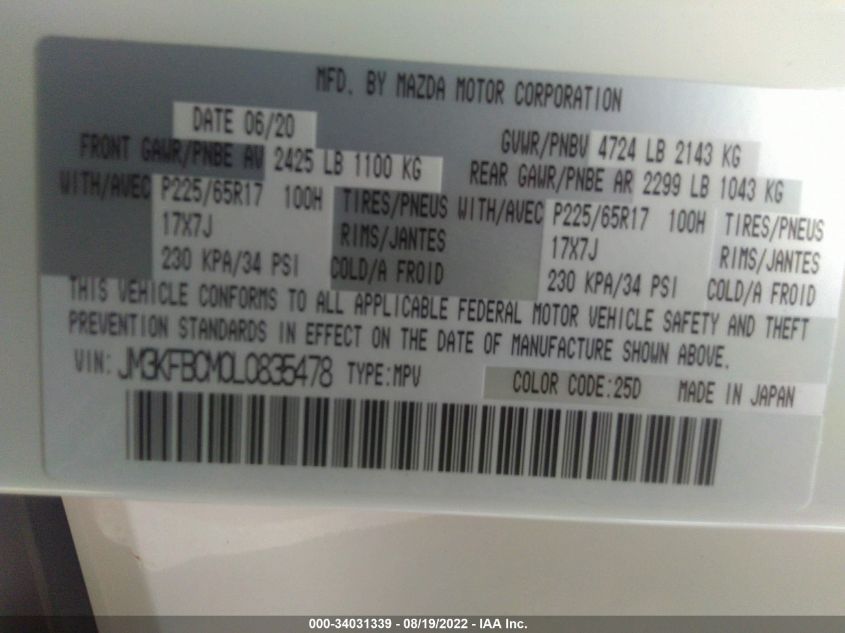 MFD. BY MAZDA MOTOR CORPORATION
DATE 06/20
GVWR/PNBV 4724 LB 2143 KG
FRONT GAWR/PNBE AV 2425 LB 1100 KG
REAR GAWR/PNBE AR 2299 LB 1043 KG
WITH/AVEC P225/65R17 100H TIRES/PNEUS WITH/AVEC P225/65R17 100H TIRES/PNEUS
17X7J RIMS/JANTES 17X7J RIMS/JANTES
230 KPA/34 PSI COLD/A FROID 230 KPA/34 PSI COLD/A FROID
THIS VEHICLE CONFORMS TO ALL APPLICABLE FEDERAL MOTOR VEHICLE SAFETY AND THEFT
PREVENTION STANDARDS IN EFFECT ON THE DATE OF MANUFACTURE SHOWN ABOVE.
VIN: JM3KFBCM0L0835478 TYPE:MPV COLOR CODE:25D MADE IN JAPAN
000-34031339 - 08/19/2022 - IAA Inc.